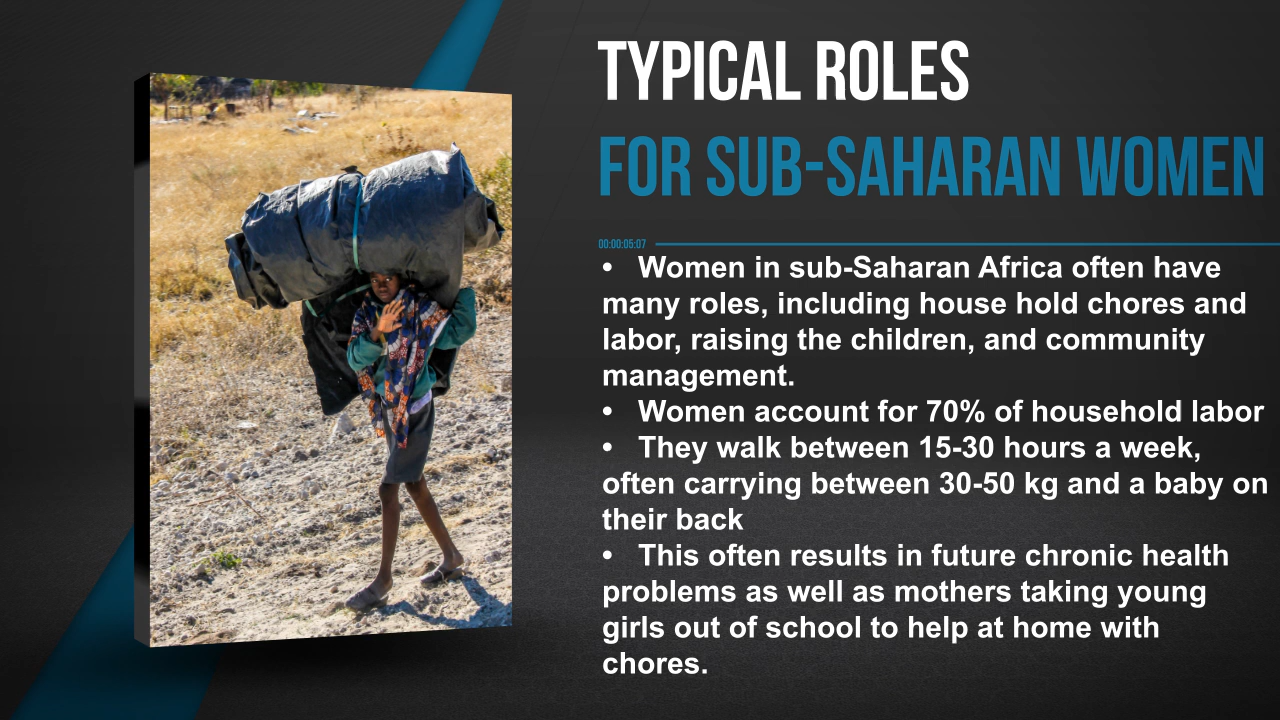 TYPICAL ROLES
FOR SUB-SAHARAN WOMEN
00:00:05:07
• Women in sub-Saharan Africa often have
many roles, including house hold chores and
labor, raising the children, and community
management.
• Women account for 70% of household labor
• They walk between 15-30 hours a week,
often carrying between 30-50 kg and a baby on
their back
• This often results in future chronic health
problems as well as mothers taking young
girls out of school to help at home with
chores.